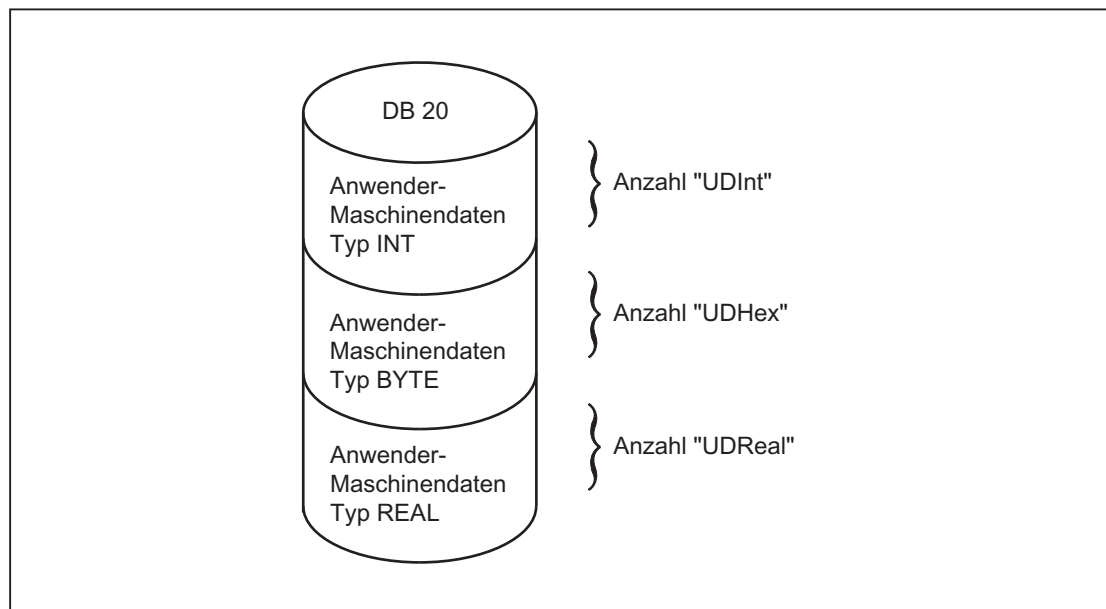 DB 20
Anwender-
Maschinendaten
Typ INT
Anzahl "UDInt"
Anwender-
Maschinendaten
Typ BYTE
Anzahl "UDHex"
Anwender-
Maschinendaten
Typ REAL
Anzahl "UDReal"